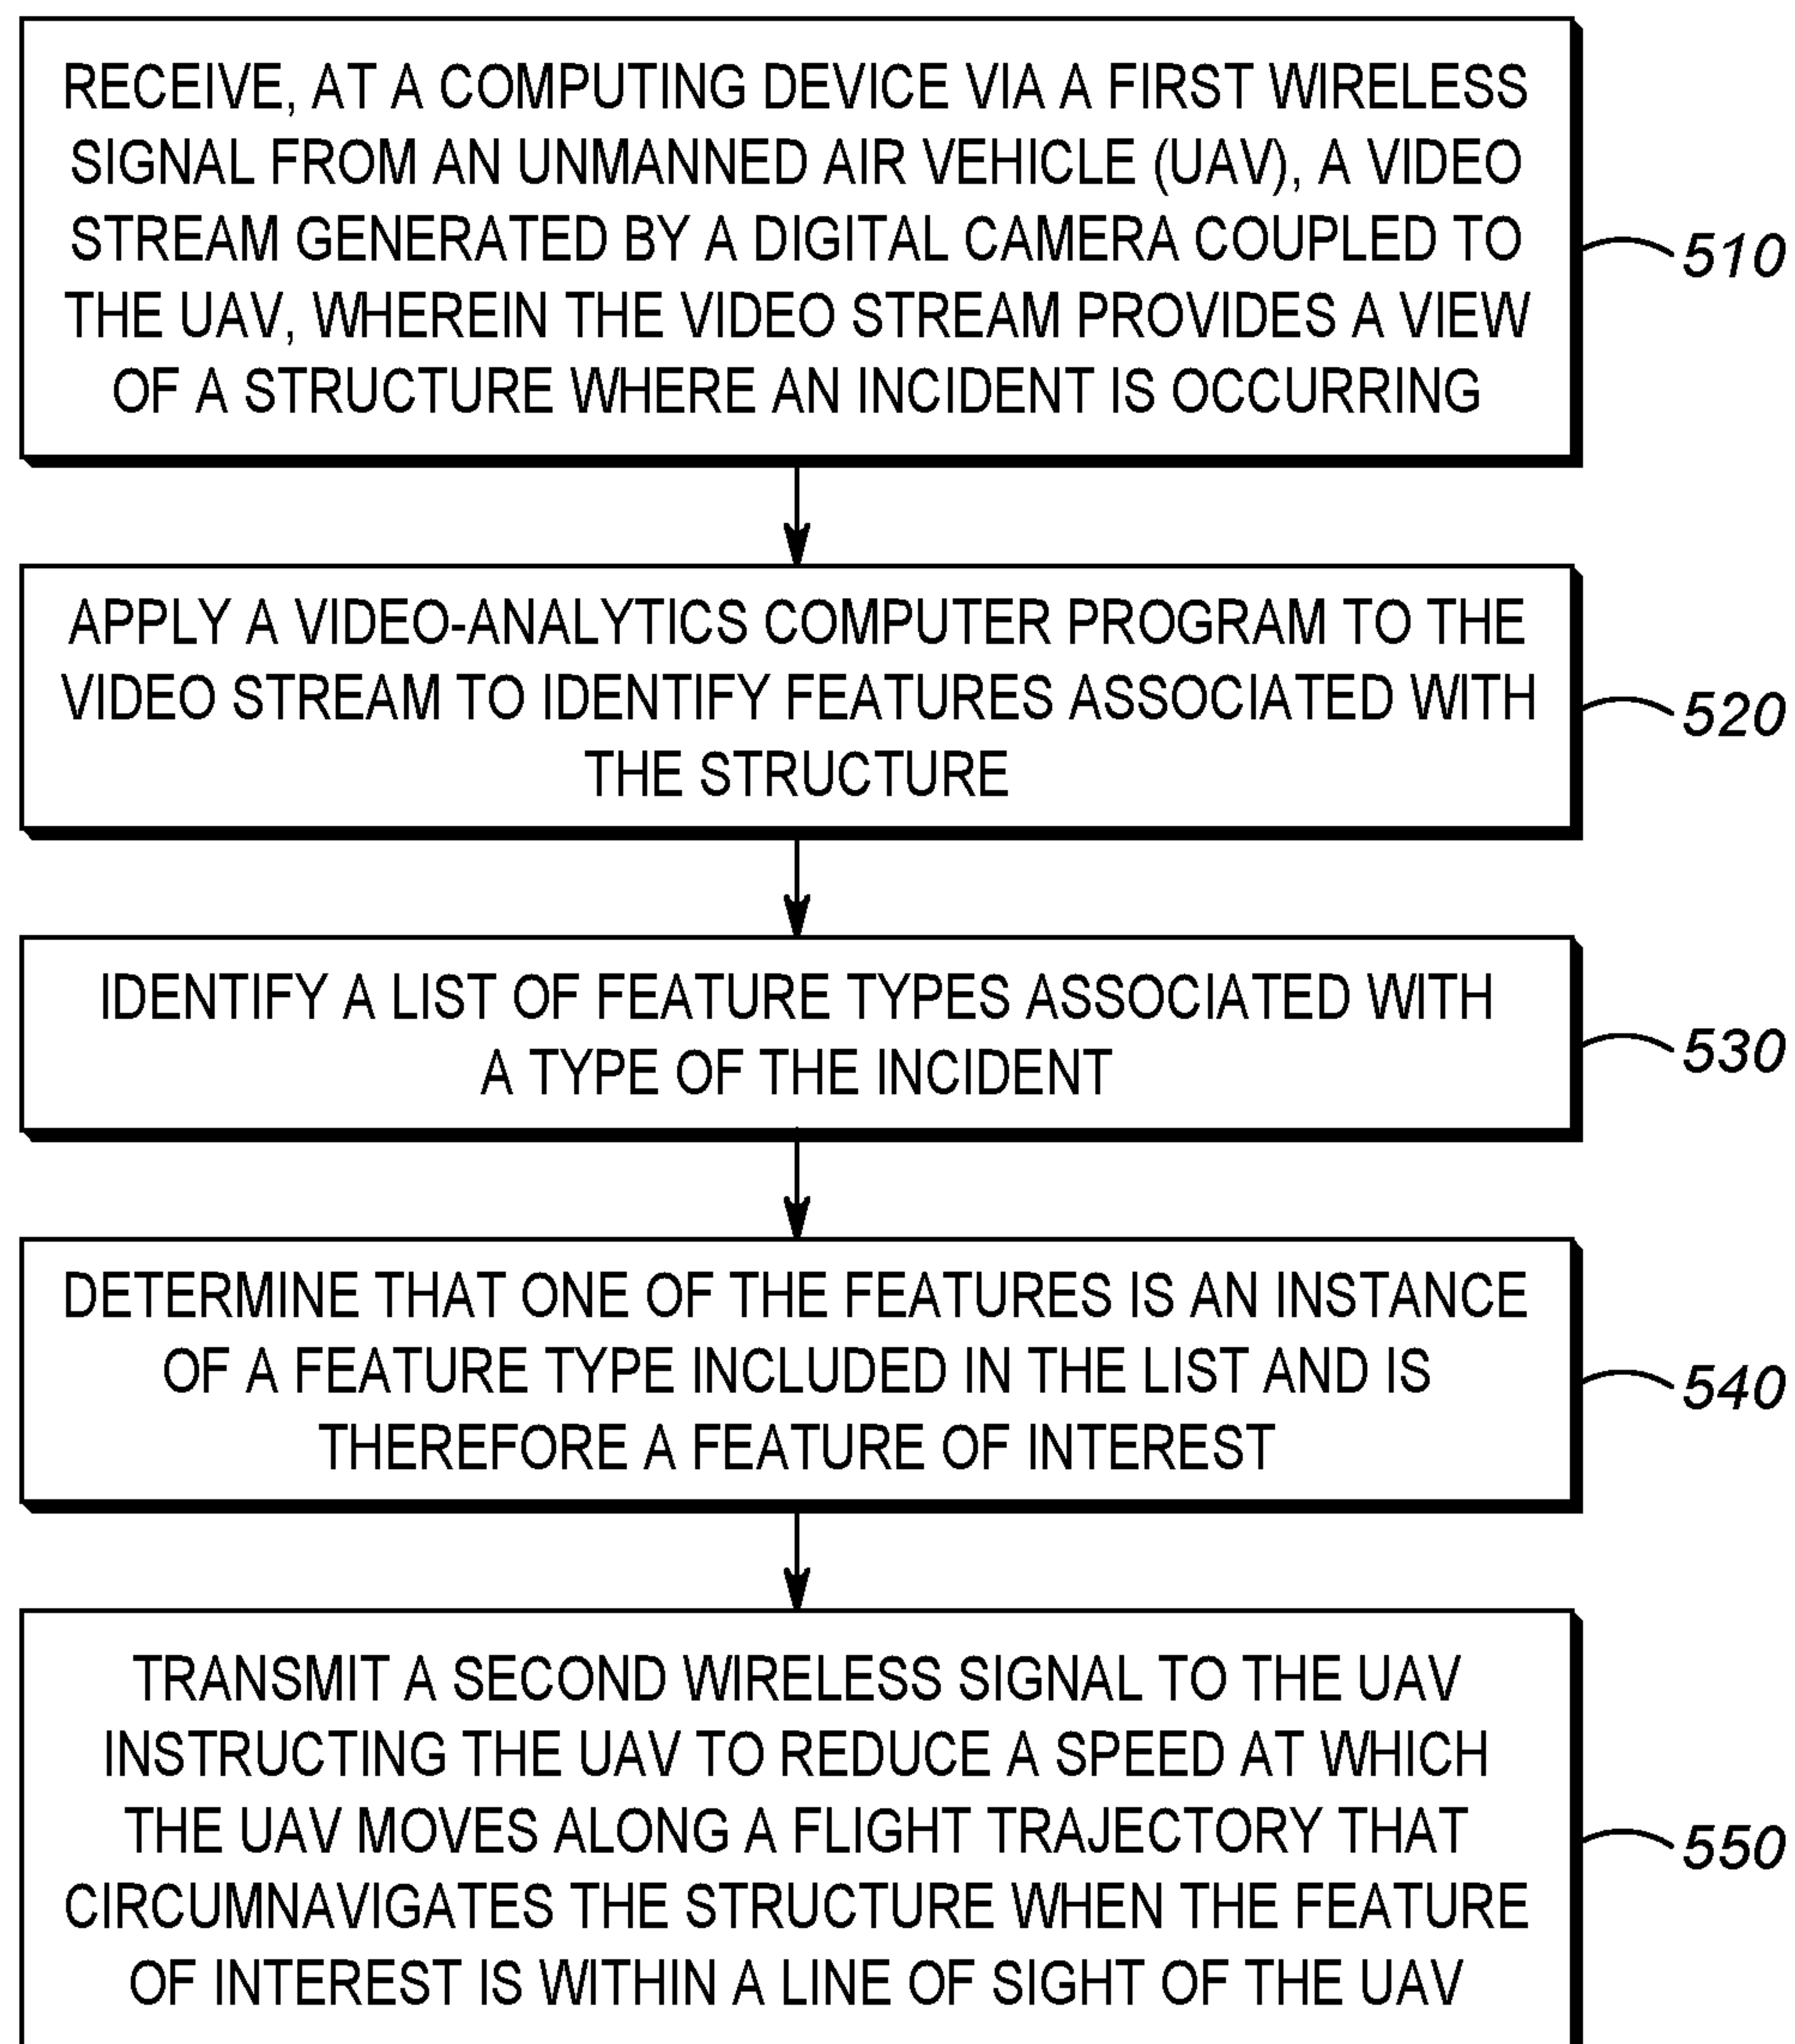 RECEIVE, AT A COMPUTING DEVICE VIA A FIRST WIRELESS
SIGNAL FROM AN UNMANNED AIR VEHICLE (UAV), A VIDEO
STREAM GENERATED BY A DIGITAL CAMERA COUPLED TO
THE UAV, WHEREIN THE VIDEO STREAM PROVIDES A VIEW
OF A STRUCTURE WHERE AN INCIDENT IS OCCURRING
510
APPLY A VIDEO-ANALYTICS COMPUTER PROGRAM TO THE
VIDEO STREAM TO IDENTIFY FEATURES ASSOCIATED WITH
THE STRUCTURE
520
IDENTIFY A LIST OF FEATURE TYPES ASSOCIATED WITH
A TYPE OF THE INCIDENT
530
DETERMINE THAT ONE OF THE FEATURES IS AN INSTANCE
OF A FEATURE TYPE INCLUDED IN THE LIST AND IS
THEREFORE A FEATURE OF INTEREST
540
TRANSMIT A SECOND WIRELESS SIGNAL TO THE UAV
INSTRUCTING THE UAV TO REDUCE A SPEED AT WHICH
THE UAV MOVES ALONG A FLIGHT TRAJECTORY THAT
CIRCUMNAVIGATES THE STRUCTURE WHEN THE FEATURE
OF INTEREST IS WITHIN A LINE OF SIGHT OF THE UAV
550